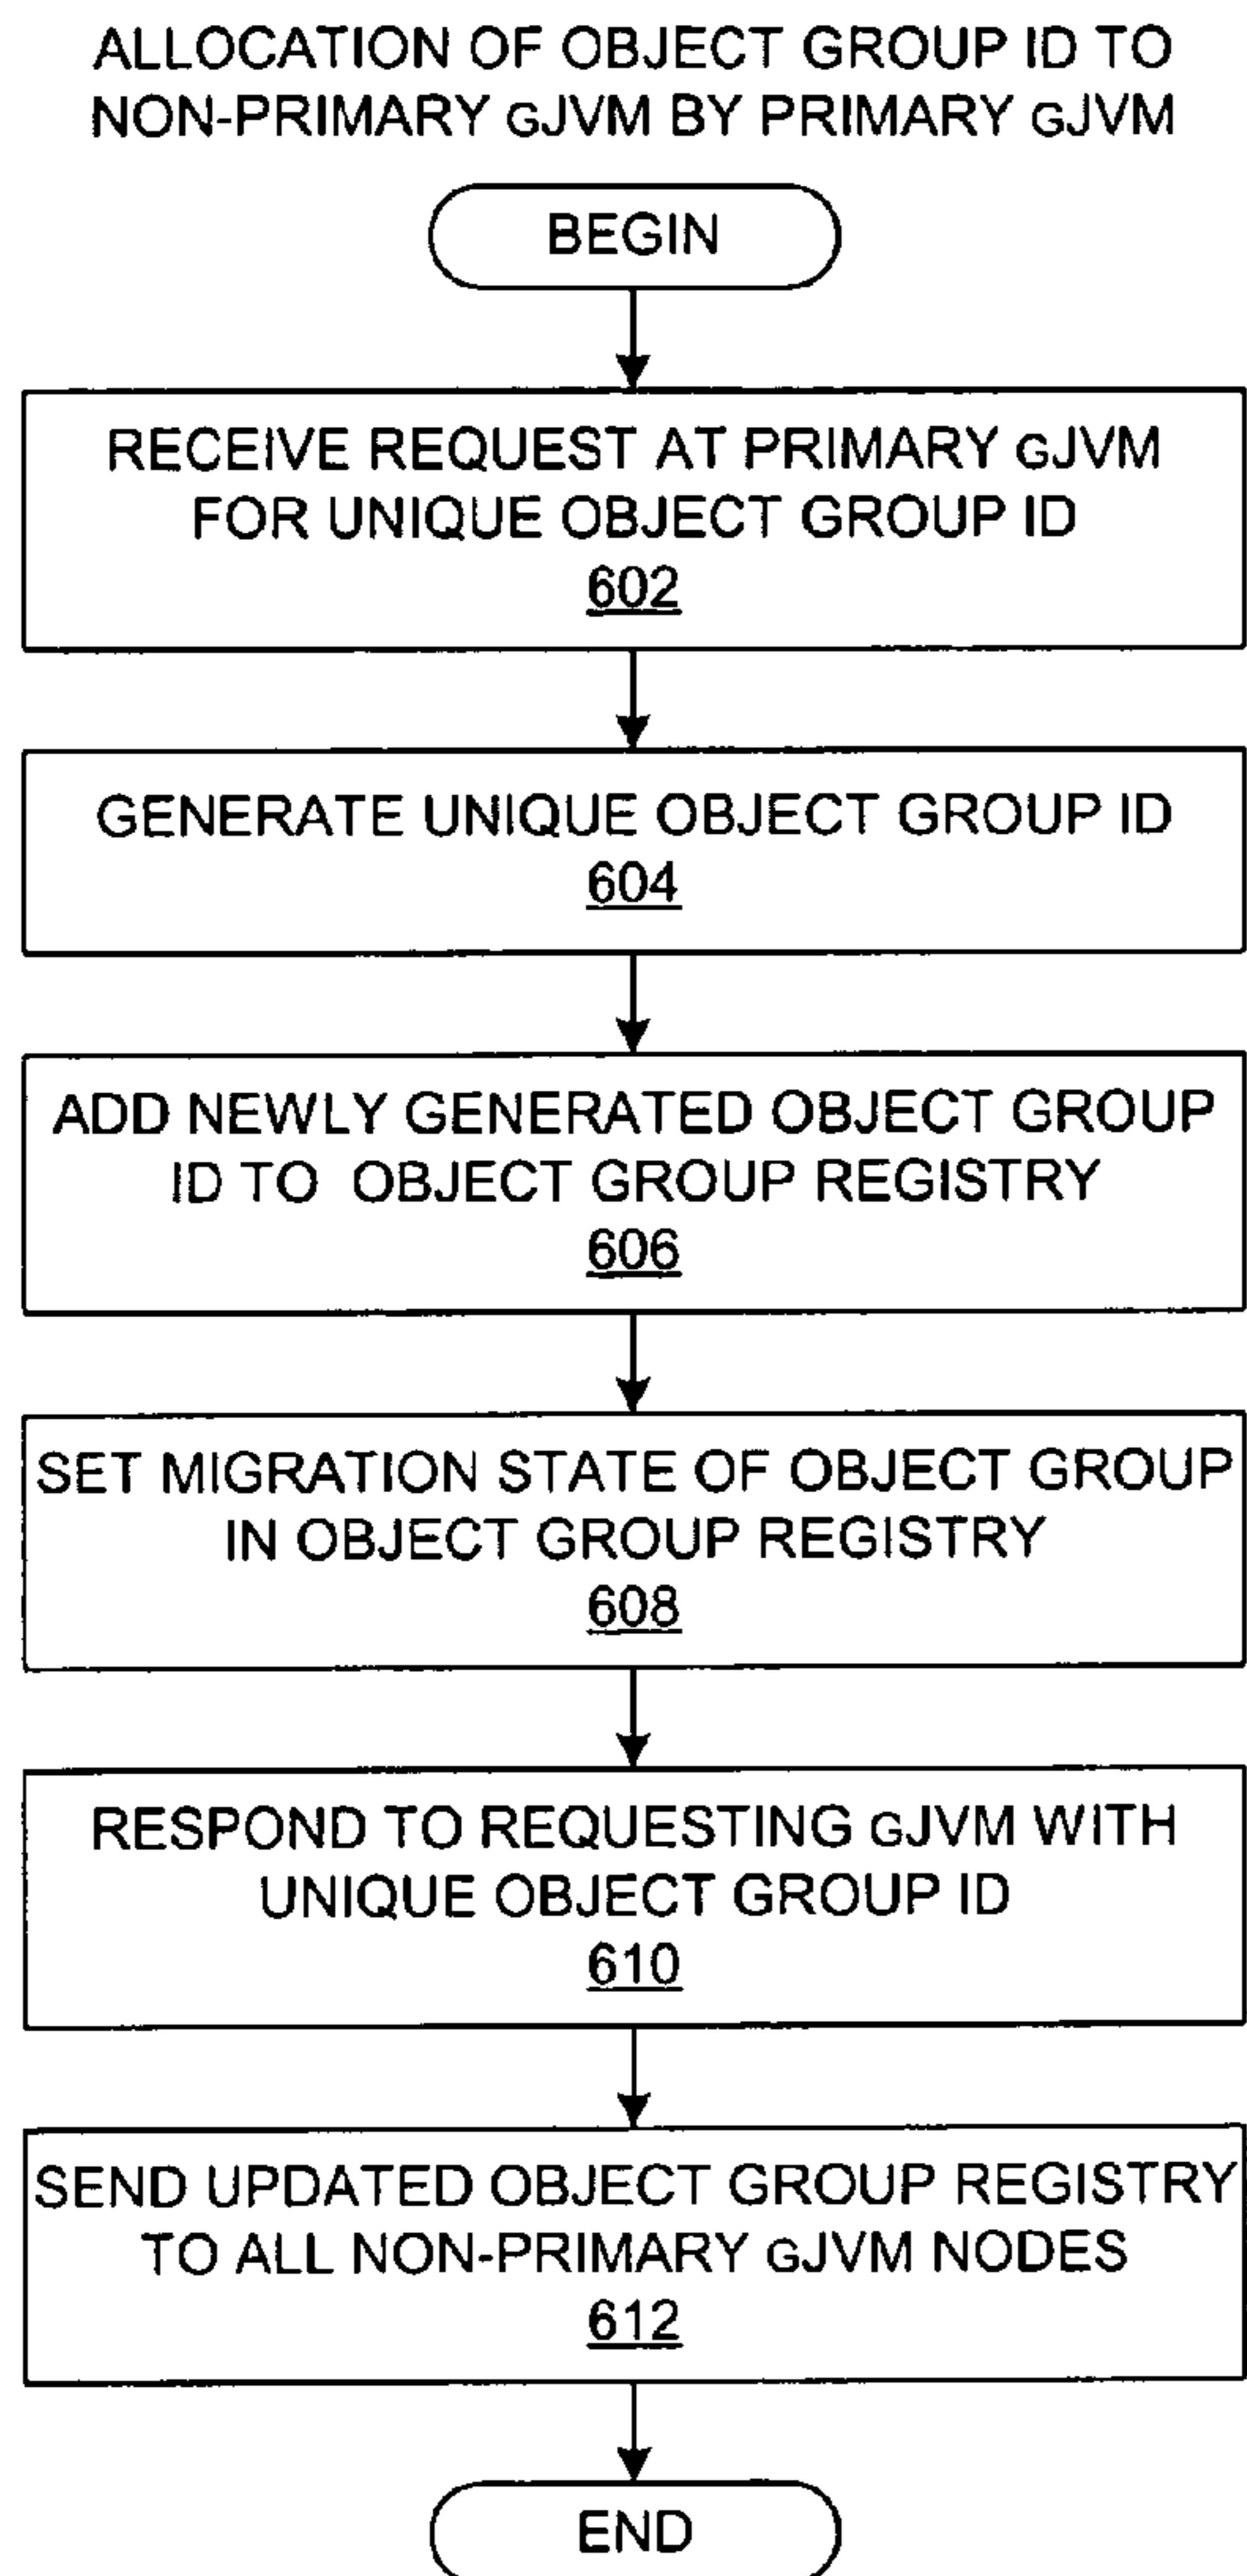 ALLOCATION OF OBJECT GROUP ID TO
NON-PRIMARY GJVM BY PRIMARY GJVM
BEGIN
RECEIVE REQUEST AT PRIMARY GJVM
FOR UNIQUE OBJECT GROUP ID
602
GENERATE UNIQUE OBJECT GROUP ID
604
ADD NEWLY GENERATED OBJECT GROUP
ID TO OBJECT GROUP REGISTRY
606
SET MIGRATION STATE OF OBJECT GROUP
IN OBJECT GROUP REGISTRY
608
RESPOND TO REQUESTING GJVM WITH
UNIQUE OBJECT GROUP ID
610
SEND UPDATED OBJECT GROUP REGISTRY
TO ALL NON-PRIMARY GJVM NODES
612
END